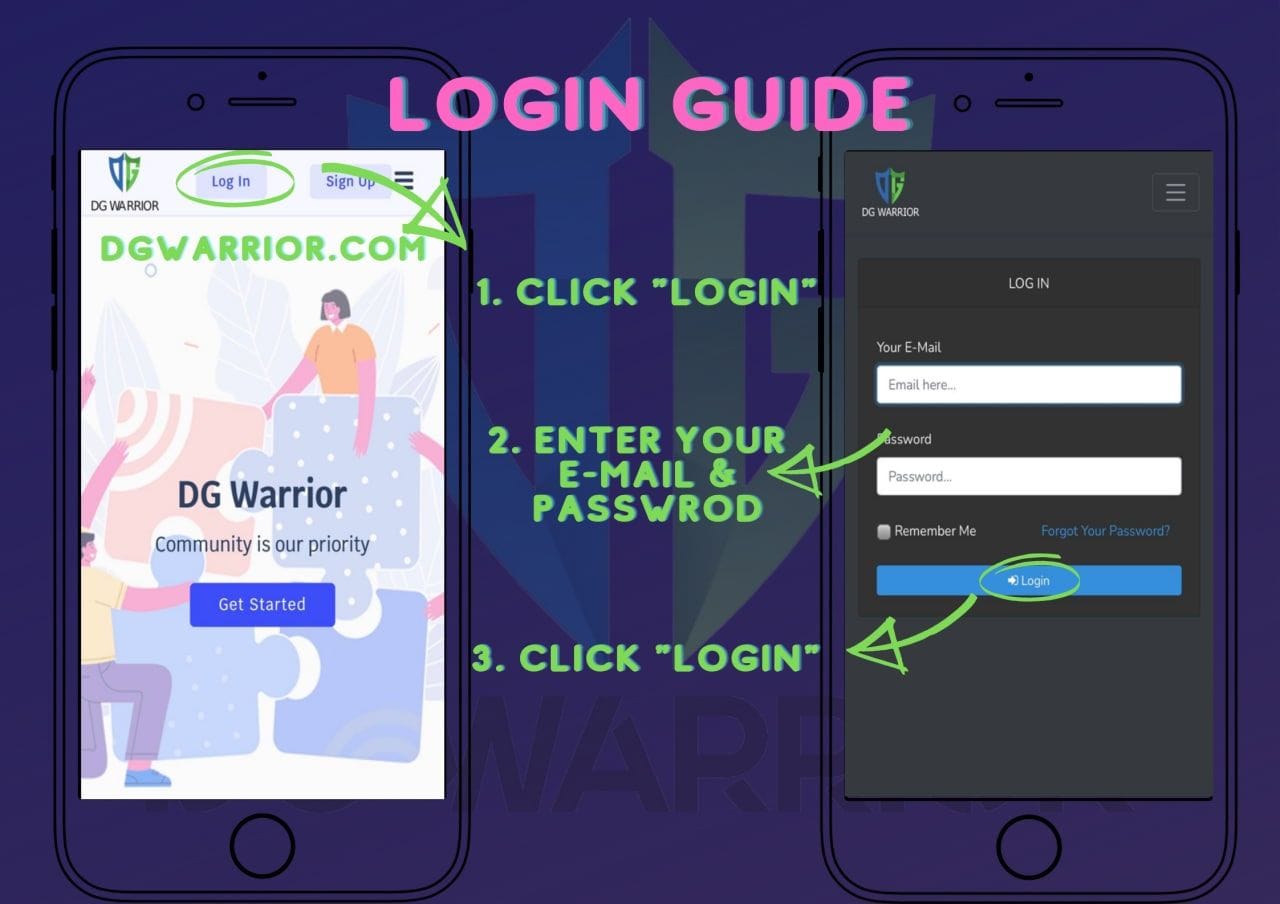 LOGIN GUIDE
DG WARRIOR
Log In
Sign Up
DGWARRIOR.COM
DG Warrior
Community is our priority
Get Started
1. CLICK "LOGIN"
2. ENTER YOUR
E-MAIL &
PASSWROD
3. CLICK "LOGIN"
DG WARRIOR
LOG IN
Your E-Mail
Email here...
Password
Password...
Remember Me
Forgot Your Password?
Login
DG WARRIOR